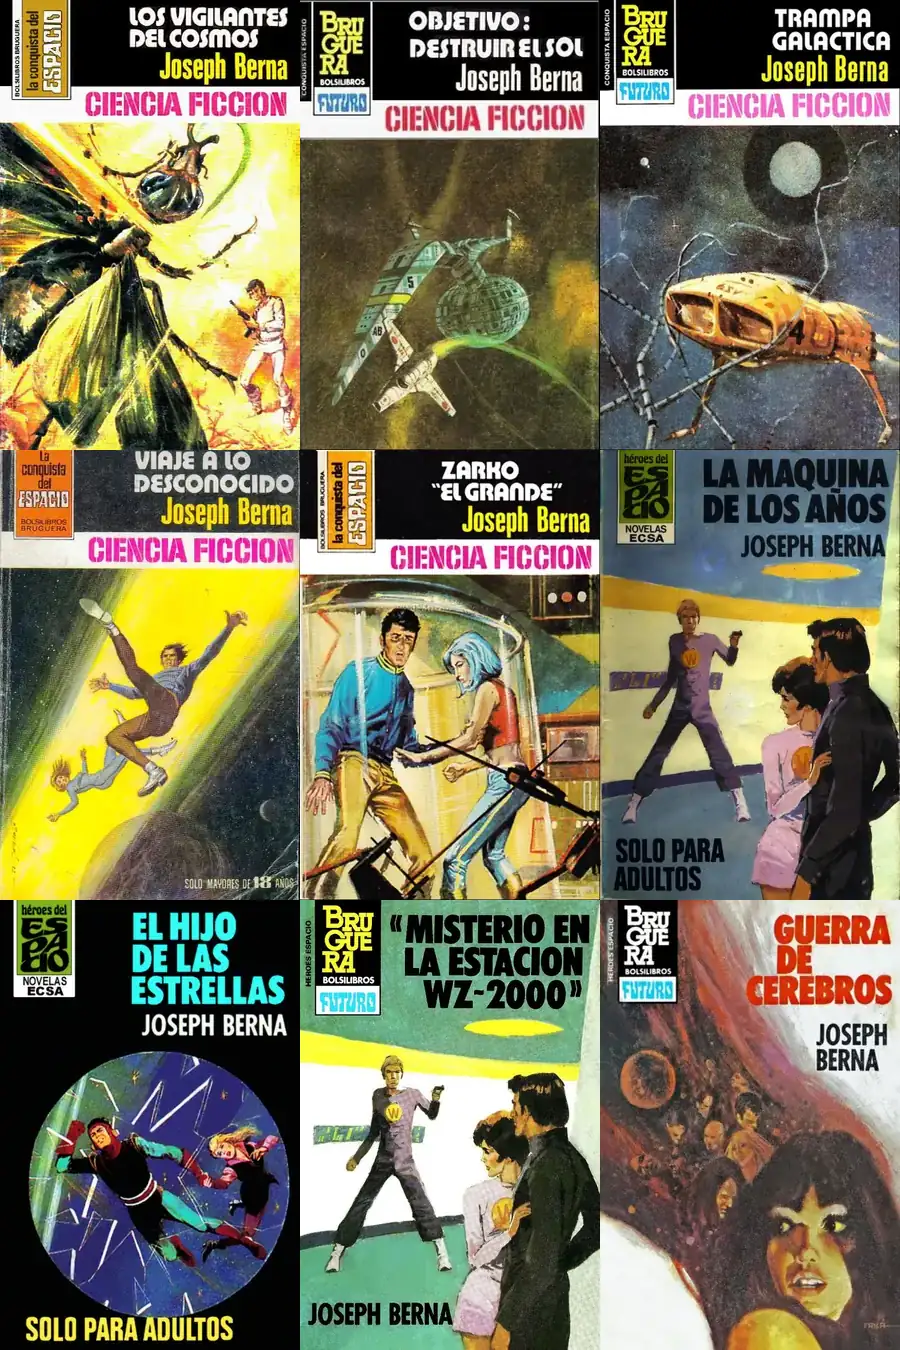 BOLSILIBROS BRUGUERA
la conquista del
ESPACIO
LOS VIGILANTES
DEL COSMOS
Joseph Berna
CIENCIA FICCION
CONQUISTA ESPACIO
BRU
GUE
RA
BOLSILIBROS
FUTURO
OBJETIVO:
DESTRUIR EL SOL
Joseph Berna
CIENCIA FICCION
CONQUISTA ESPACIO
BRU
GUE
RA
BOLSILIBROS
FUTURO
TRAMPA
GALACTICA
Joseph Berna
CIENCIA FICCION
La
conquista
del
ESPACIO
BOLSILIBROS
BRUGUERA
VIAJE A LO
DESCONOCIDO
Joseph Berna
CIENCIA FICCION
SOLO MAYORES DE 18 AÑOS
BOLSILIBROS BRUGUERA
la conquista del
ESPACIO
ZARKO
"EL GRANDE"
Joseph Berna
CIENCIA FICCION
héroes del
ESPACIO
NOVELAS
ECSA
LA MAQUINA
DE LOS AÑOS
JOSEPH BERNA
W
SOLO PARA
ADULTOS
héroes del
ESPACIO
NOVELAS
ECSA
EL HIJO
DE LAS
ESTRELLAS
JOSEPH BERNA
SOLO PARA ADULTOS
HEROES ESPACIO
BRU
GUE
RA
BOLSILIBROS
FUTURO
"MISTERIO EN
LA ESTACION
WZ-2000"
W
JOSEPH BERNA
HEROES ESPACIO
BRU
GUE
RA
BOLSILIBROS
FUTURO
GUERRA
DE
CEREBROS
JOSEPH
BERNA